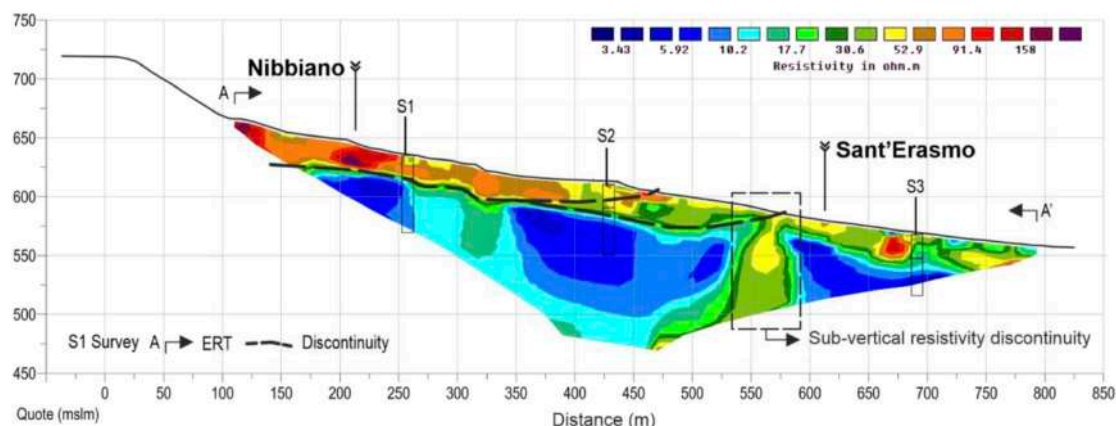 750
700
650
600
550
500
450
Quote (mslm)
0 50 100 150 200 250 300 350 400 450 500 550 600 650 700 750 800 850
Distance (m)
3.43 5.92 10.2 17.7 30.6 52.9 91.4 158
Resistivity in ohm.m
A
Nibbiano
S1
S2
Sant'Erasmo
S3
A'
Sub-vertical resistivity discontinuity
S1 Survey A ERT Discontinuity